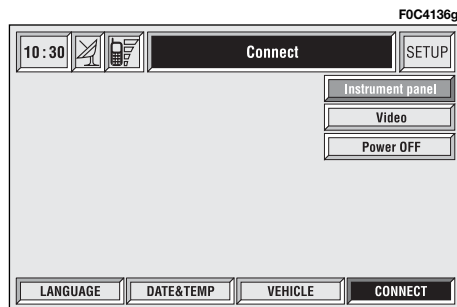 F0C4136g
10:30 Connect SETUP
Instrument panel
Video
Power OFF
LANGUAGE DATE&TEMP VEHICLE CONNECT